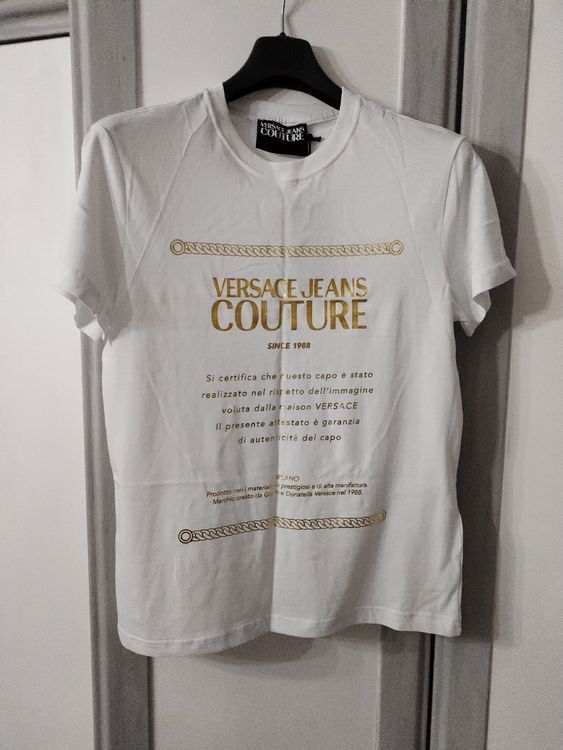 VERSACE JEANS
COUTURE
VERSACE JEANS
COUTURE
SINCE 1988
Si certifica che questo capo è stato
realizzato nel rispetto dell'immagine
voluta dalla maison VERSACE
Il presente attestato è garanzia
di autenticità del capo
MILANO
Prodotto con i materiali prestigiosi e di alta manifattura.
Marchio creato da Gianni e Donatella Versace nel 1988.